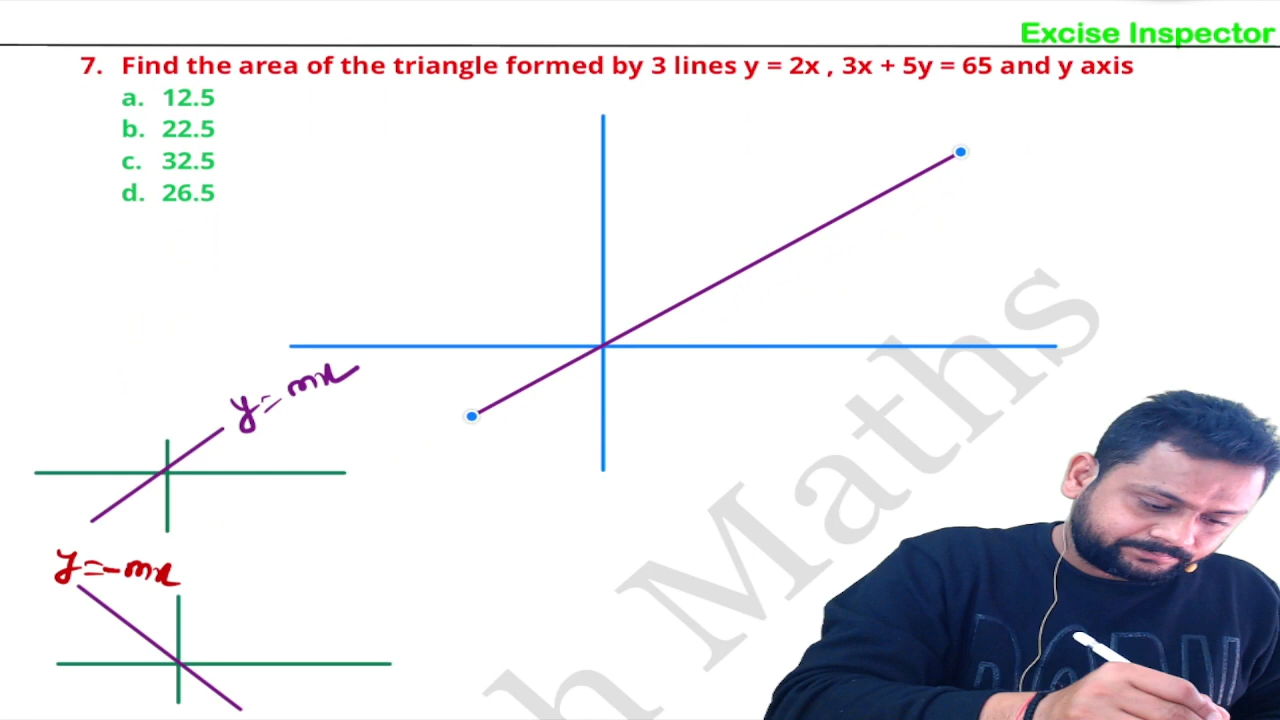 Excise Inspector
7. Find the area of the triangle formed by 3 lines y = 2x , 3x + 5y = 65 and y axis
a. 12.5
b. 22.5
c. 32.5
d. 26.5
y = mx
y = -mx
h Maths